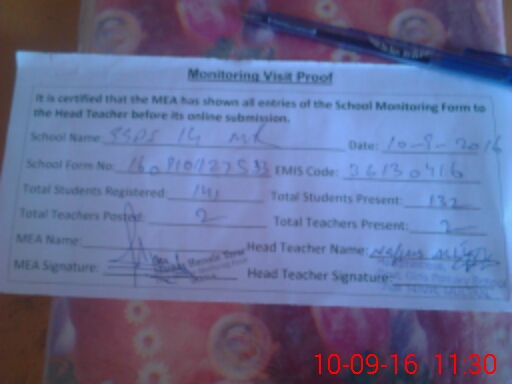 Monitoring Visit Proof
It is certified that the MEA has shown all entries of the School Monitoring Form to
the Head Teacher before its online submission.
School Name: 14 Date: 10-9-2016
School Form No: EMIS Code: 36130416
Total Students Registered: 141 Total Students Present: 132
Total Teachers Posted: 2 Total Teachers Present: 2
MEA Name: Head Teacher Name:
MEA Signature: Head Teacher Signature:
10-09-16 11:30